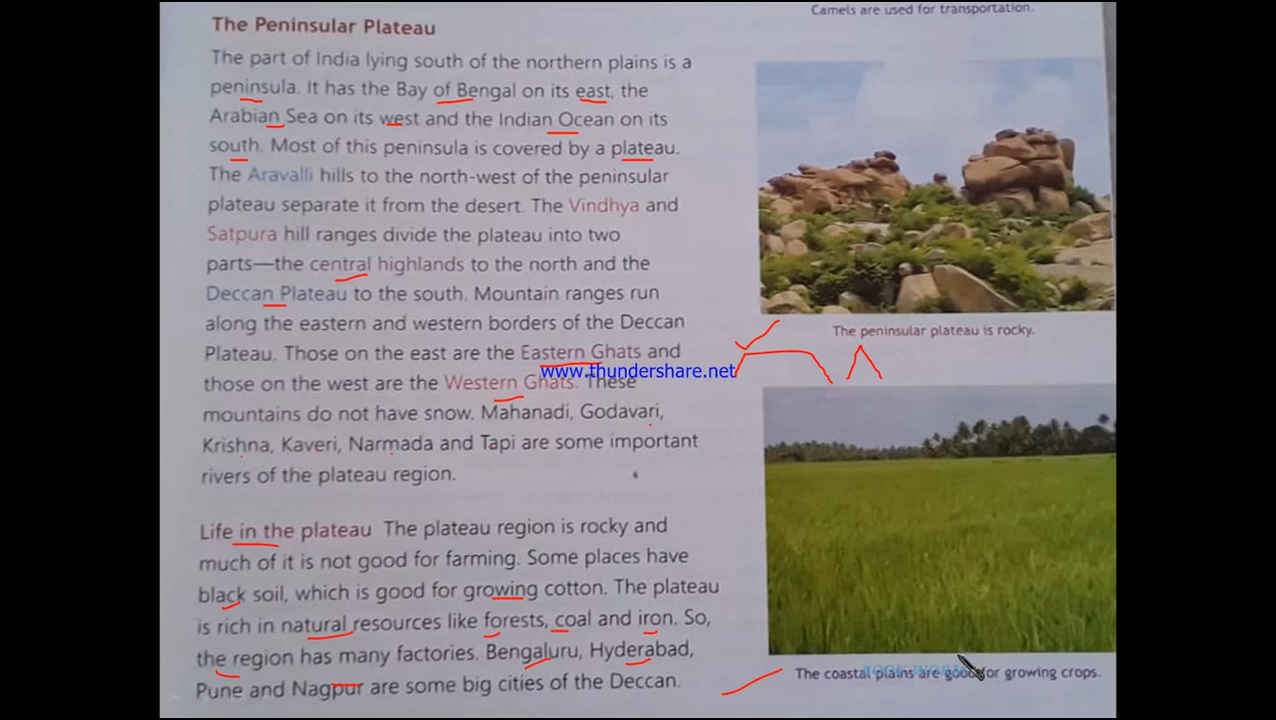 Camels are used for transportation.
The Peninsular Plateau
The part of India lying south of the northern plains is a
peninsula. It has the Bay of Bengal on its east, the
Arabian Sea on its west and the Indian Ocean on its
south. Most of this peninsula is covered by a plateau.
The Aravalli hills to the north-west of the peninsular
plateau separate it from the desert. The Vindhya and
Satpura hill ranges divide the plateau into two
parts—the central highlands to the north and the
Deccan Plateau to the south. Mountain ranges run
along the eastern and western borders of the Deccan
Plateau. Those on the east are the Eastern Ghats and
www.thundershare.net
those on the west are the Western Ghats. These
mountains do not have snow. Mahanadi, Godavari,
Krishna, Kaveri, Narmada and Tapi are some important
rivers of the plateau region.
Life in the plateau The plateau region is rocky and
much of it is not good for farming. Some places have
black soil, which is good for growing cotton. The plateau
is rich in natural resources like forests, coal and iron. So,
the region has many factories. Bengaluru, Hyderabad,
Pune and Nagpur are some big cities of the Deccan.
The peninsular plateau is rocky.
The coastal plains are good for growing crops.